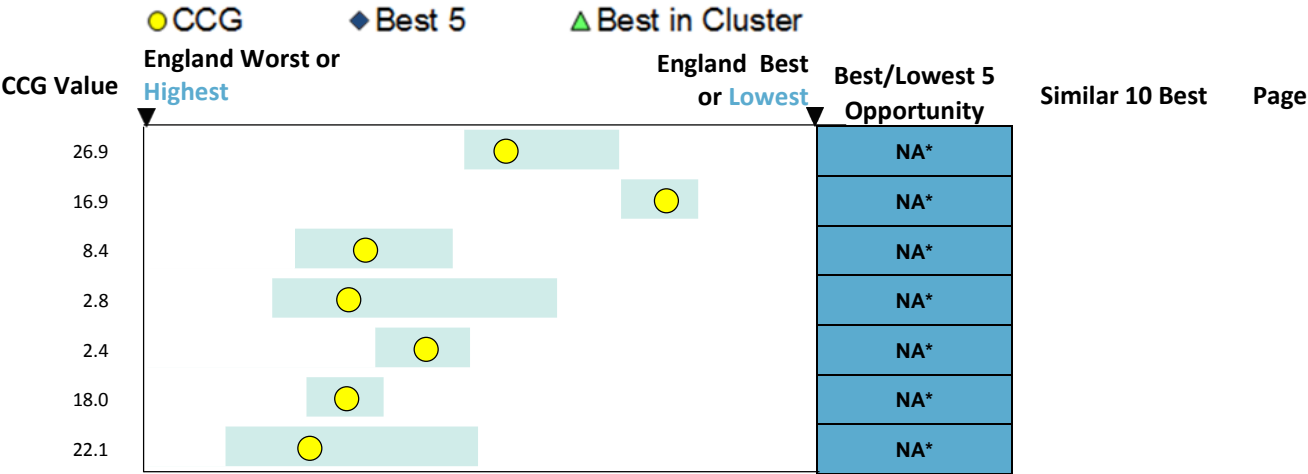 CCG Best 5 Best in Cluster
CCG Value
England Worst or
Highest
England Best
or Lowest
Best/Lowest 5
Opportunity
Similar 10 Best
Page
26.9 NA*
16.9 NA*
8.4 NA*
2.8 NA*
2.4 NA*
18.0 NA*
22.1 NA*